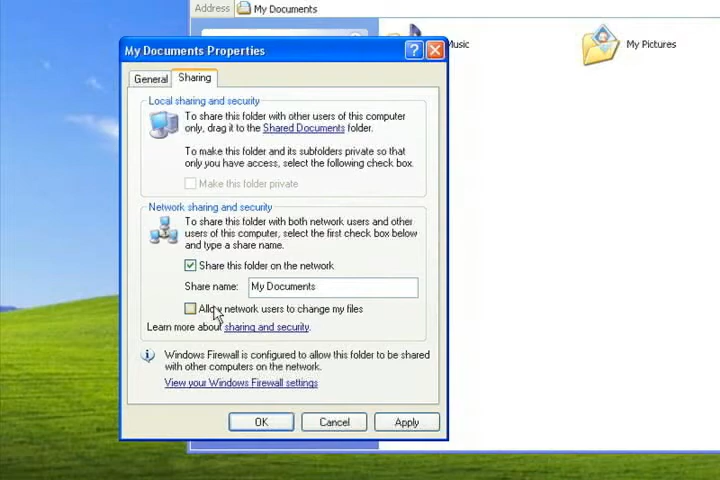 Address My Documents
My Documents Properties
Music
My Pictures
General Sharing
Local sharing and security
To share this folder with other users of this computer
only, drag it to the Shared Documents folder.
To make this folder and its subfolders private so that
only you have access, select the following check box.
Make this folder private
Network sharing and security
To share this folder with both network users and other
users of this computer, select the first check box below
and type a share name.
Share this folder on the network
Share name: My Documents
Allow network users to change my files
Learn more about sharing and security.
Windows Firewall is configured to allow this folder to be shared
with other computers on the network.
View your Windows Firewall settings
OK Cancel Apply